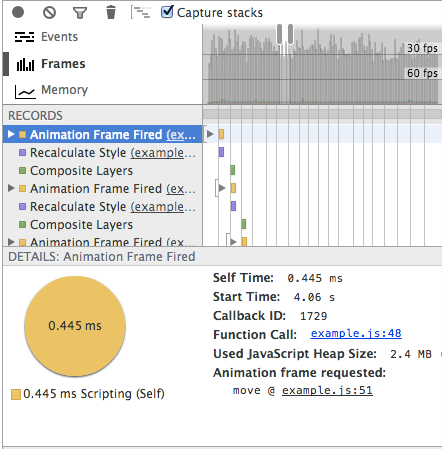 Capture stacks
Events
Frames
Memory
30 fps
60 fps
RECORDS
Animation Frame Fired (ex…
Recalculate Style (example…
Composite Layers
Animation Frame Fired (ex…
Recalculate Style (example…
Composite Layers
Animation Frame Fired (ex…
DETAILS: Animation Frame Fired
0.445 ms
0.445 ms Scripting (Self)
Self Time: 0.445 ms
Start Time: 4.06 s
Callback ID: 1729
Function Call: example.js:48
Used JavaScript Heap Size: 2.4 MB (
Animation frame requested:
move @ example.js:51